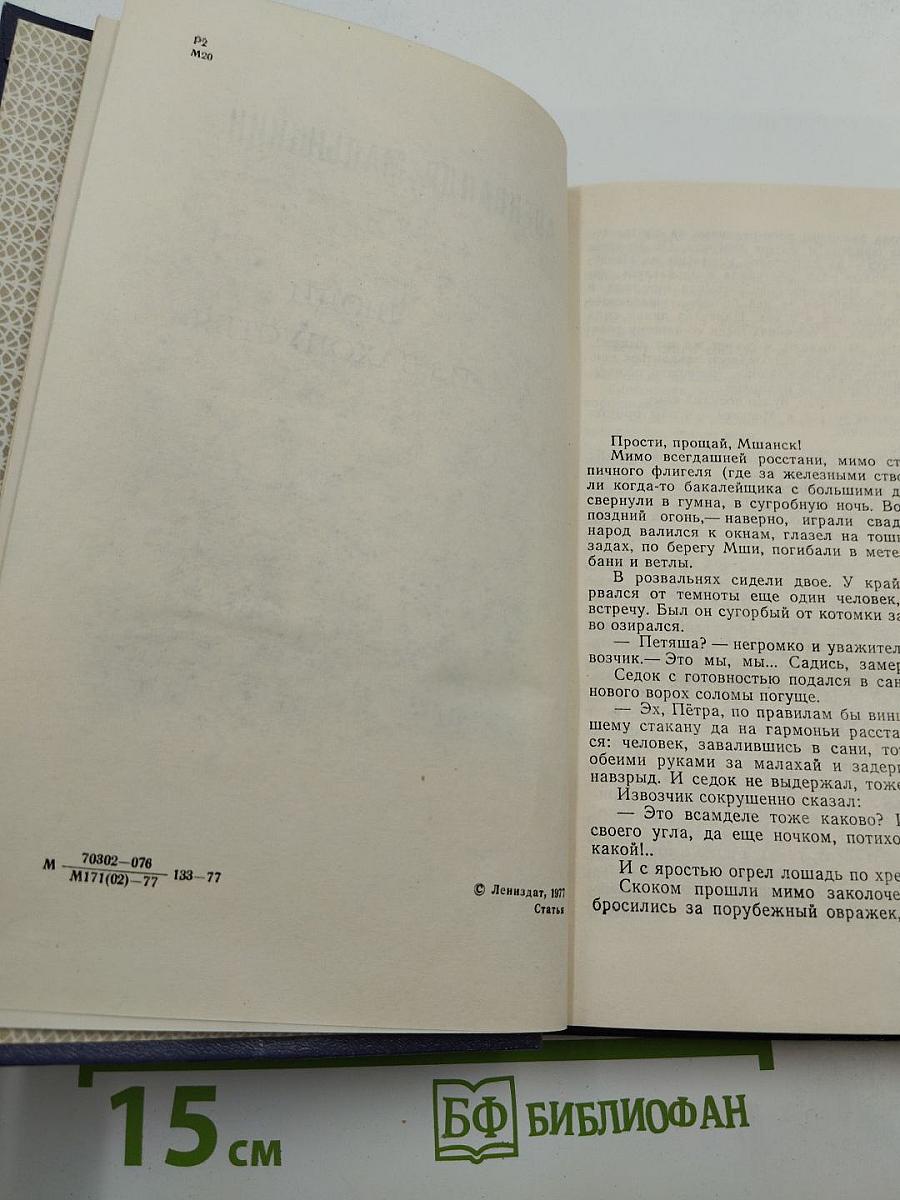 Р2
М20
М 70302—076 133—77
М171(02)—77
© Лениздат, 1977
Статья
Прости, прощай, Мшанск!
Мимо всегдашней росстани, мимо ст
пичного флигеля (где за железными ство
ли когда-то бакалейщика с большими д
свернули в гумна, в сугробную ночь. Во
поздний огонь,— наверно, играли свад
народ валился к окнам, глазел на тощи
задах, по берегу Мши, погибали в мете
бани и ветлы.
В розвальнях сидели двое. У край
рвался от темноты еще один человек,
встречу. Был он сугорбый от котомки за
во озирался.
— Петяша? — негромко и уважител
возчик.— Это мы, мы... Садись, замер
Седок с готовностью подался в сан
нового ворох соломы погуще.
— Эх, Пётра, по правилам бы винц
шему стакану да на гармоньи расста
ся: человек, завалившись в сани, то
обеими руками за малахай и задер
навзрыд. И седок не выдержал, тоже
Извозчик сокрушенно сказал:
— Это всамделе тоже каково? И
своего угла, да еще ночком, потихо
какой!..
И с яростью огрел лошадь по хре
Скоком прошли мимо заколоче
бросились за порубежный овражек,
15 см
БФ БИБЛИОФАН